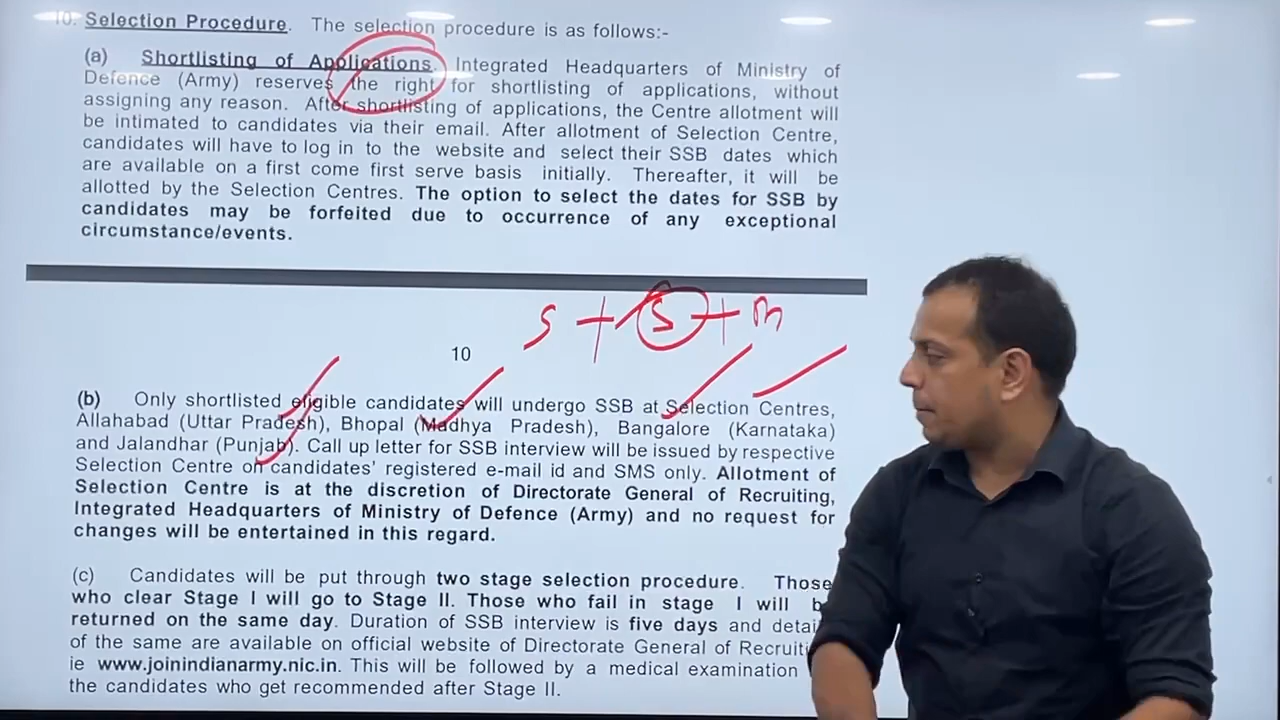 10. Selection Procedure. The selection procedure is as follows:-
(a) Shortlisting of Applications. Integrated Headquarters of Ministry of
Defence (Army) reserves the right for shortlisting of applications, without
assigning any reason. After shortlisting of applications, the Centre allotment will
be intimated to candidates via their email. After allotment of Selection Centre,
candidates will have to log in to the website and select their SSB dates which
are available on a first come first serve basis initially. Thereafter, it will be
allotted by the Selection Centres. The option to select the dates for SSB by
candidates may be forfeited due to occurrence of any exceptional
circumstance/events.
S + S + m
10
(b) Only shortlisted eligible candidates will undergo SSB at Selection Centres,
Allahabad (Uttar Pradesh), Bhopal (Madhya Pradesh), Bangalore (Karnataka)
and Jalandhar (Punjab). Call up letter for SSB interview will be issued by respective
Selection Centre on candidates' registered e-mail id and SMS only. Allotment of
Selection Centre is at the discretion of Directorate General of Recruiting,
Integrated Headquarters of Ministry of Defence (Army) and no request for
changes will be entertained in this regard.
(c) Candidates will be put through two stage selection procedure. Those
who clear Stage I will go to Stage II. Those who fail in stage I will b
returned on the same day. Duration of SSB interview is five days and detai
of the same are available on official website of Directorate General of Recruiti
ie www.joinindianarmy.nic.in. This will be followed by a medical examination
the candidates who get recommended after Stage II.